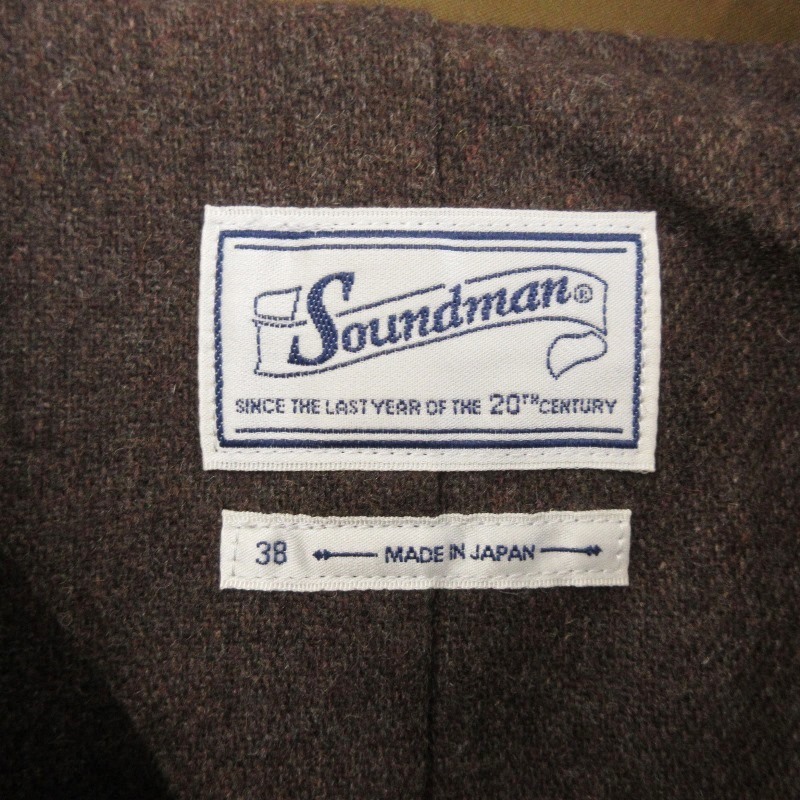 Soundman®
SINCE THE LAST YEAR OF THE 20TH CENTURY
38 MADE IN JAPAN